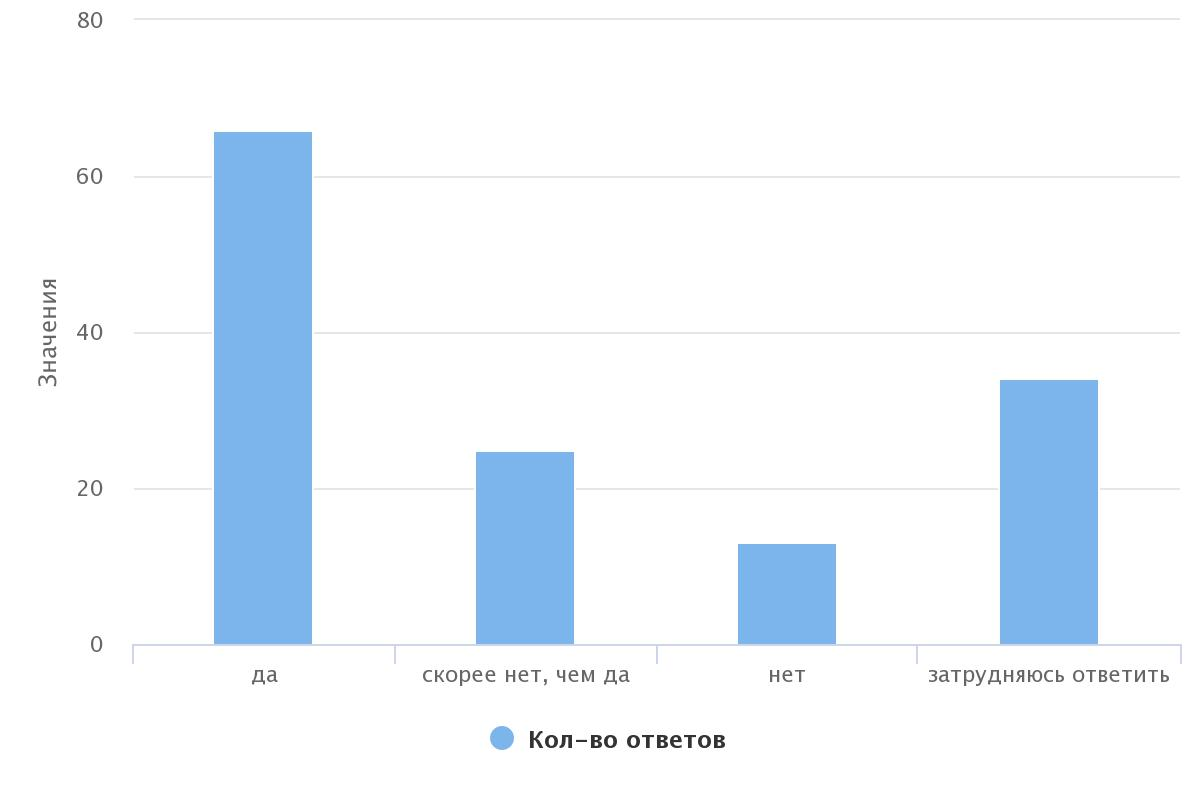 80
60
40
20
0
Значения
да
скорее нет, чем да
нет
затрудняюсь ответить
Кол-во ответов